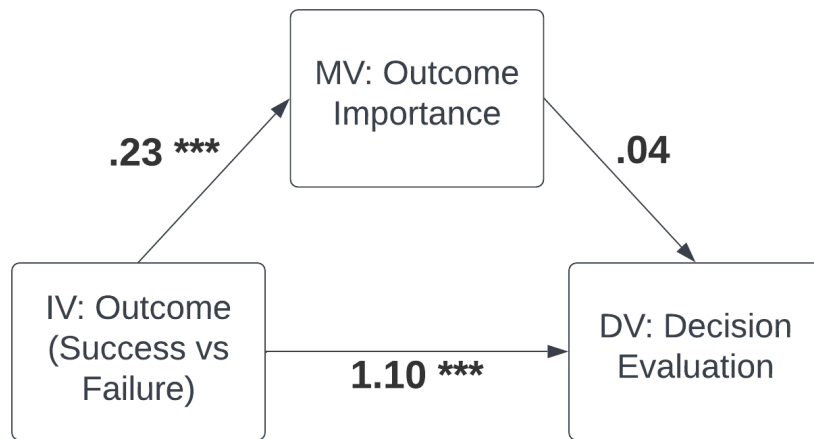 MV: Outcome
Importance
.23 ***
.04
IV: Outcome
(Success vs
Failure)
1.10 ***
DV: Decision
Evaluation